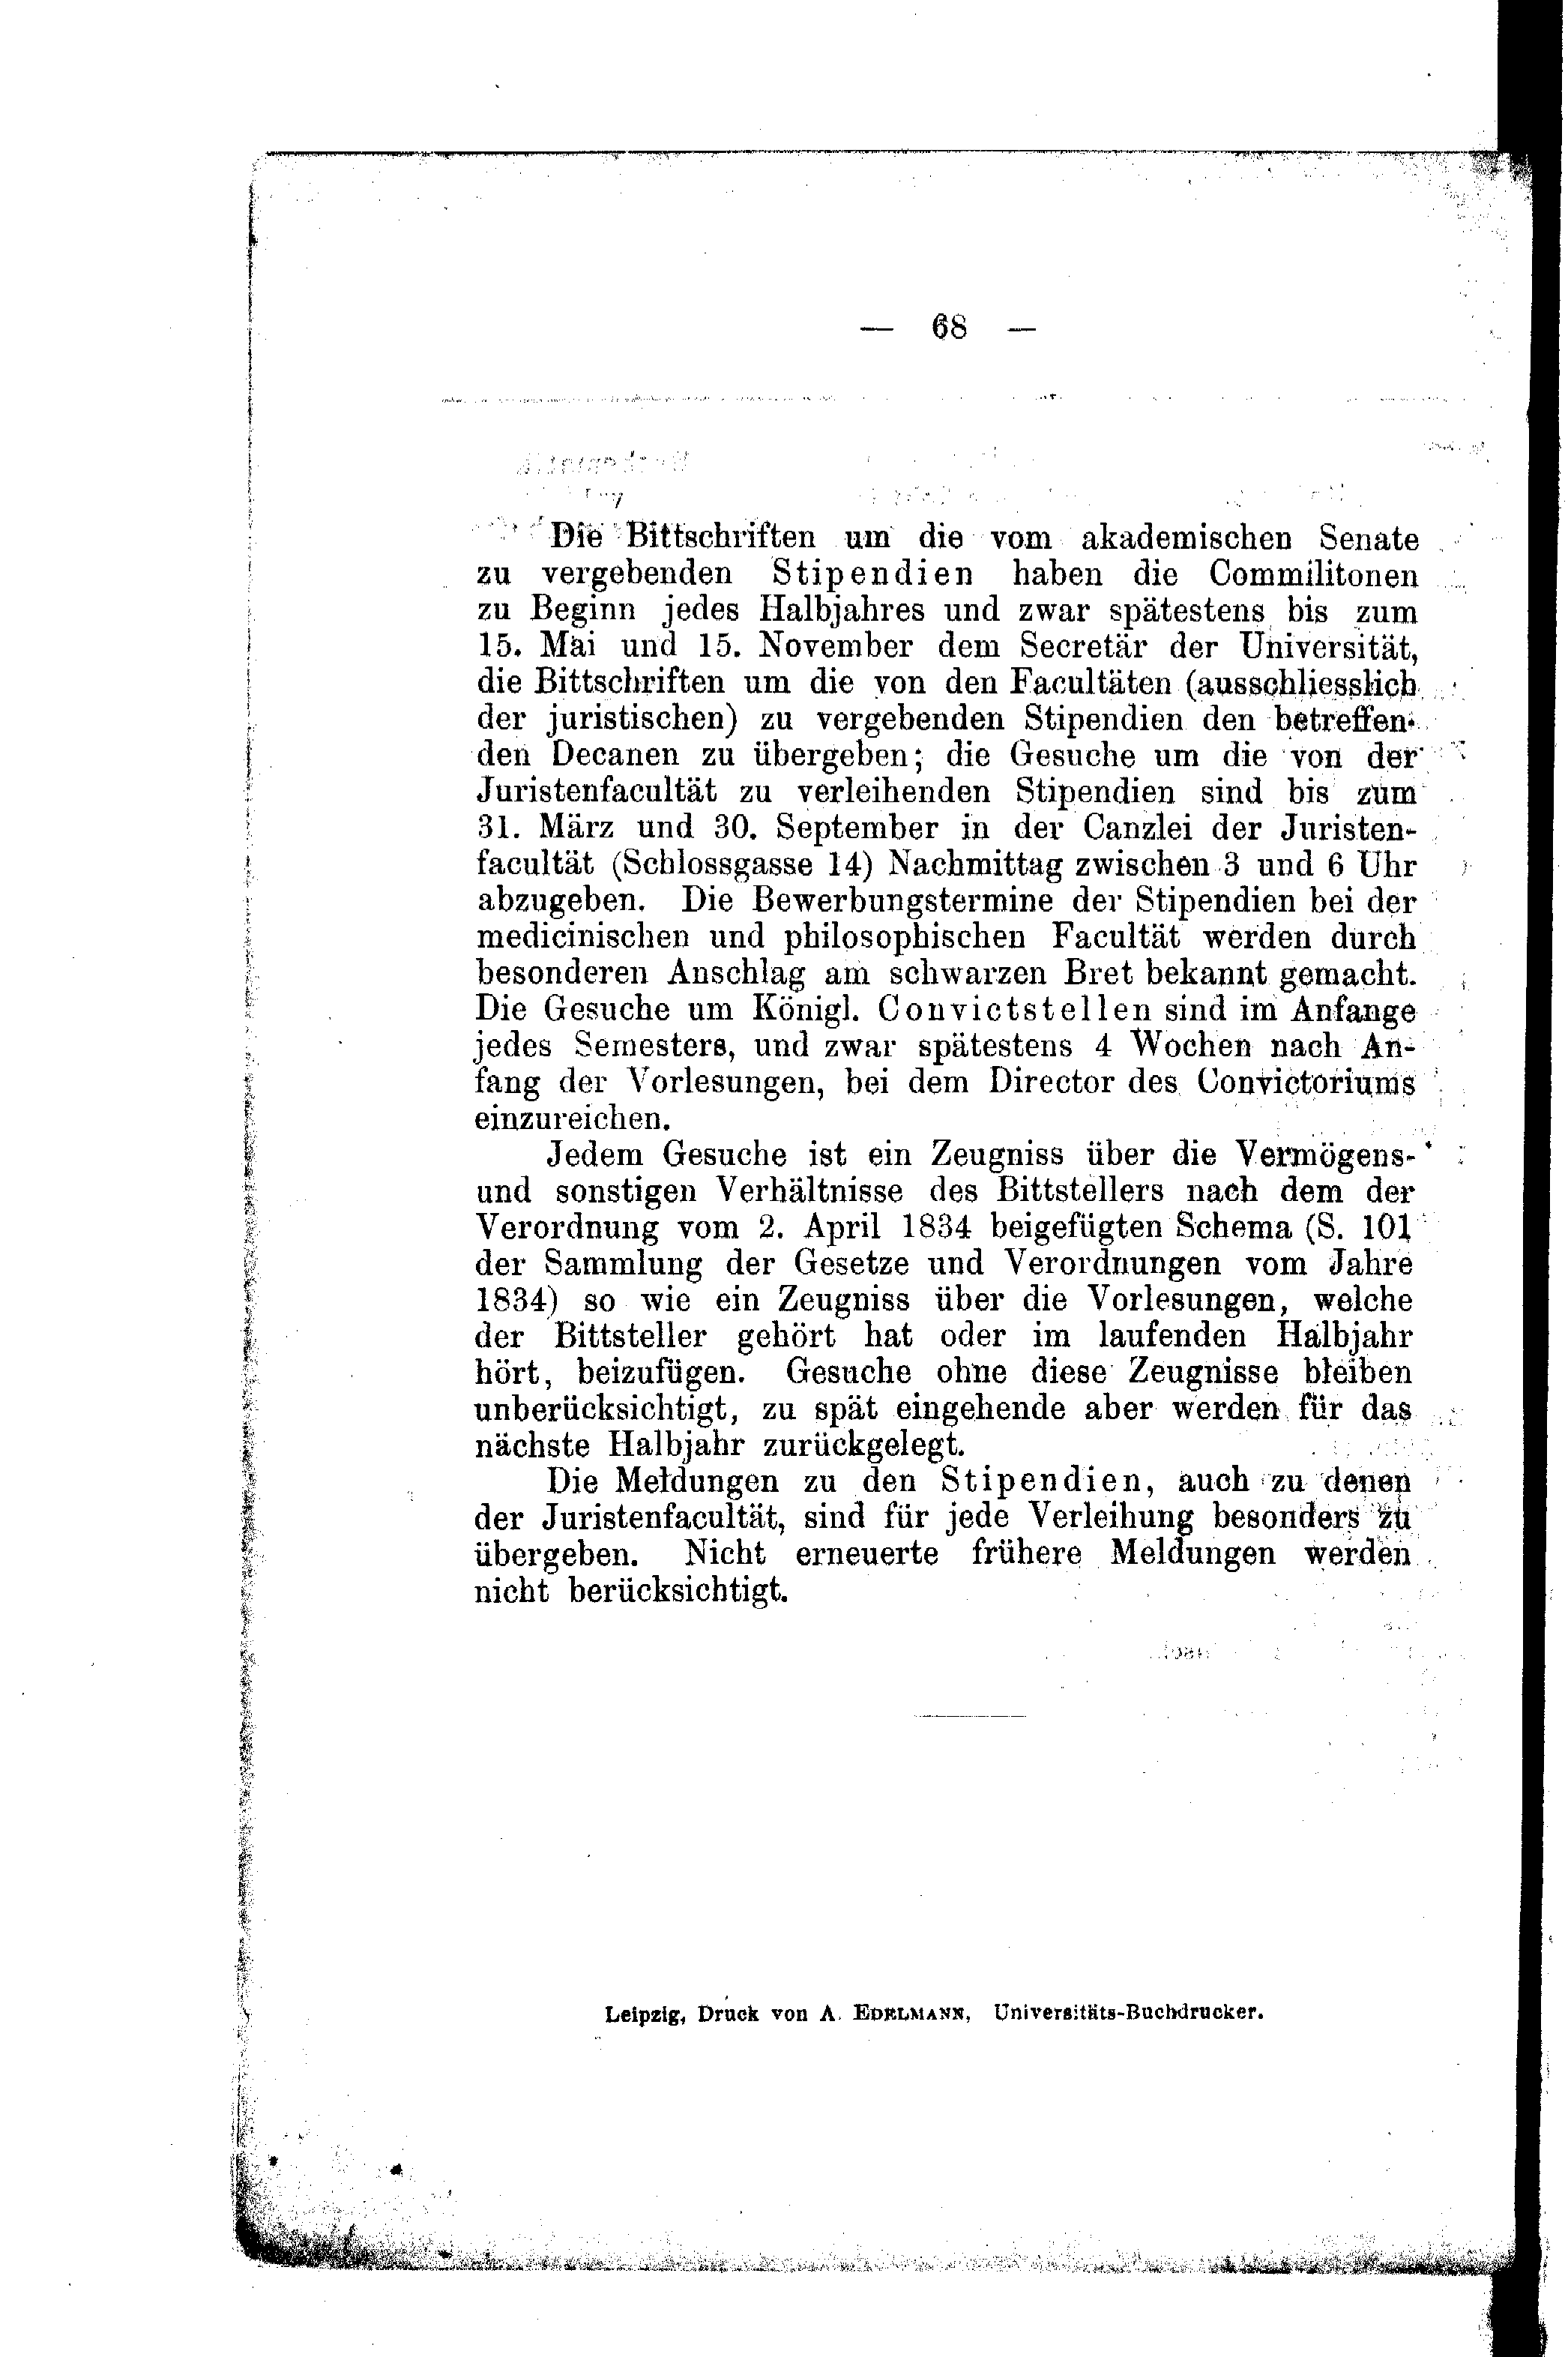 — 68 —
Die Bittschriften um die vom akademischen Senate
zu vergebenden Stipendien haben die Commilitonen
zu Beginn jedes Halbjahres und zwar spätestens bis zum
15. Mai und 15. November dem Secretär der Universität,
die Bittschriften um die von den Facultäten (ausschliesslich
der juristischen) zu vergebenden Stipendien den betreffen-
den Decanen zu übergeben; die Gesuche um die von der
Juristenfacultät zu verleihenden Stipendien sind bis zum
31. März und 30. September in der Canzlei der Juristen-
facultät (Schlossgasse 14) Nachmittag zwischen 3 und 6 Uhr
abzugeben. Die Bewerbungstermine der Stipendien bei der
medicinischen und philosophischen Facultät werden durch
besonderen Anschlag am schwarzen Bret bekannt gemacht.
Die Gesuche um Königl. Convictstellen sind im Anfange
jedes Semesters, und zwar spätestens 4 Wochen nach An-
fang der Vorlesungen, bei dem Director des Convictoriums
einzureichen.
Jedem Gesuche ist ein Zeugniss über die Vermögens-
und sonstigen Verhältnisse des Bittstellers nach dem der
Verordnung vom 2. April 1834 beigefügten Schema (S. 101
der Sammlung der Gesetze und Verordnungen vom Jahre
1834) so wie ein Zeugniss über die Vorlesungen, welche
der Bittsteller gehört hat oder im laufenden Halbjahr
hört, beizufügen. Gesuche ohne diese Zeugnisse bleiben
unberücksichtigt, zu spät eingehende aber werden für das
nächste Halbjahr zurückgelegt.
Die Meldungen zu den Stipendien, auch zu denen
der Juristenfacultät, sind für jede Verleihung besonders zu
übergeben. Nicht erneuerte frühere Meldungen werden
nicht berücksichtigt.
Leipzig, Druck von A. EDELMANN, Universitäts-Buchdrucker.